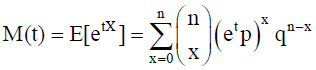 M(t) = E[e^{tX}] = \sum_{x=0}^{n} \binom{n}{x} (e^t p)^x q^{n-x}